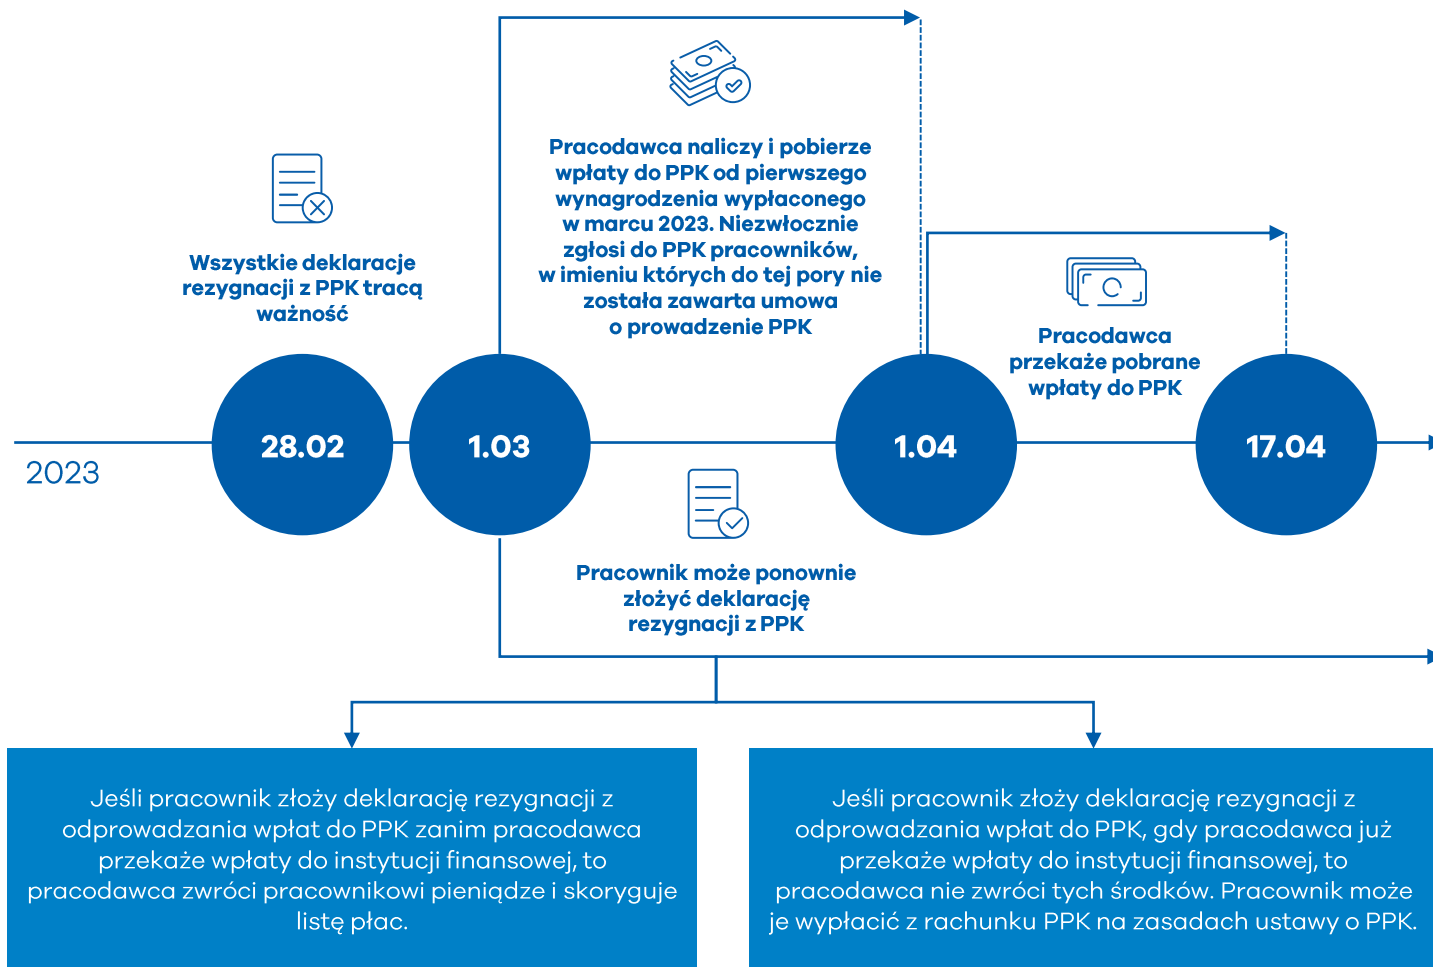 Pracodawca naliczy i pobierze
wpłaty do PPK od pierwszego
wynagrodzenia wypłaconego
w marcu 2023. Niezwłocznie
zgłosi do PPK pracowników,
w imieniu których do tej pory nie
została zawarta umowa
o prowadzenie PPK
Wszystkie deklaracje
rezygnacji z PPK tracą
ważność
Pracodawca
przekaże pobrane
wpłaty do PPK
28.02
1.03
1.04
17.04
2023
Pracownik może ponownie
złożyć deklarację
rezygnacji z PPK
Jeśli pracownik złoży deklarację rezygnacji z
odprowadzania wpłat do PPK zanim pracodawca
przekaże wpłaty do instytucji finansowej, to
pracodawca zwróci pracownikowi pieniądze i skoryguje
listę płac.
Jeśli pracownik złoży deklarację rezygnacji z
odprowadzania wpłat do PPK, gdy pracodawca już
przekaże wpłaty do instytucji finansowej, to
pracodawca nie zwróci tych środków. Pracownik może
je wypłacić z rachunku PPK na zasadach ustawy o PPK.